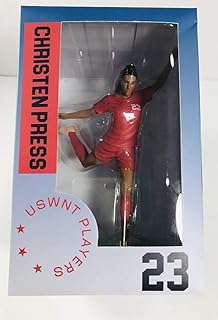 CHRISTEN PRESS
USWNT PLAYERS
23